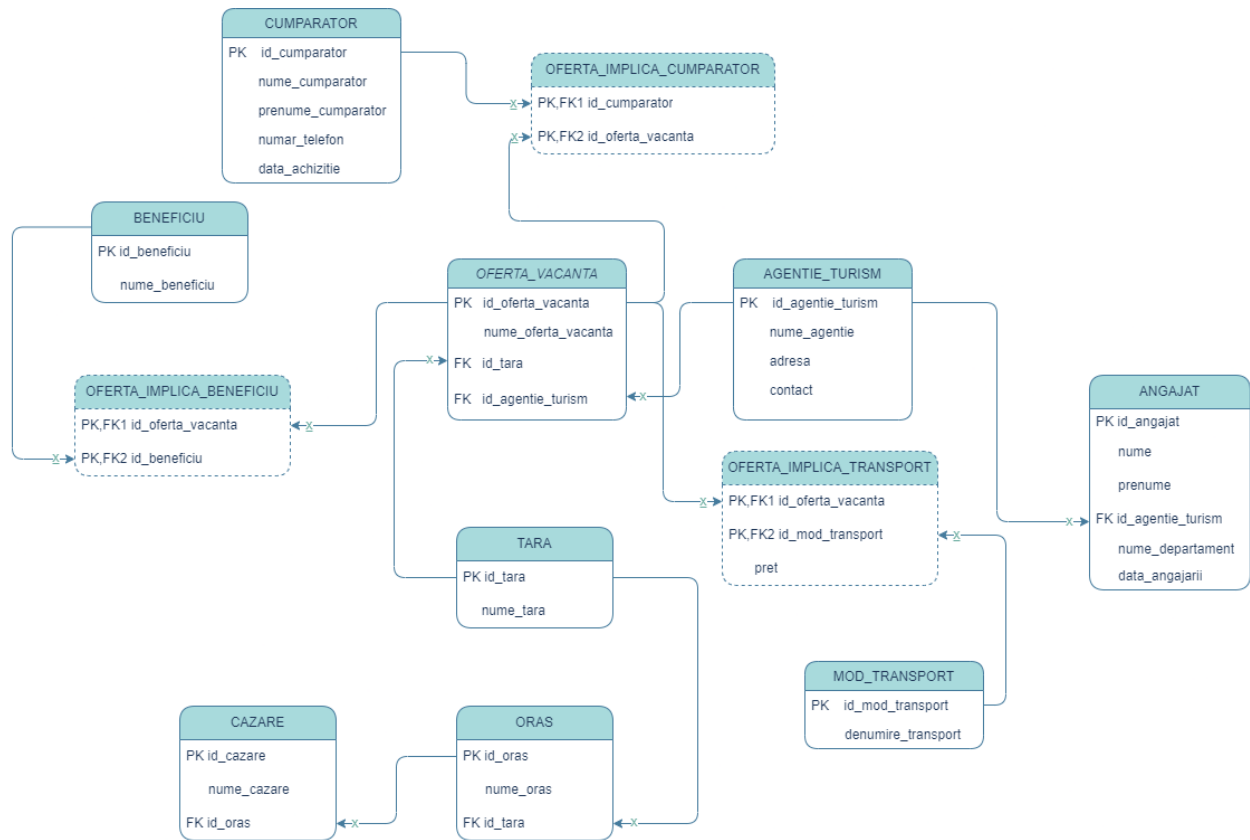 CUMPARATOR
PK id_cumparator
nume_cumparator
prenume_cumparator
numar_telefon
data_achizitie
OFERTA_IMPLICA_CUMPARATOR
PK,FK1 id_cumparator
PK,FK2 id_oferta_vacanta
x
x
BENEFICIU
PK id_beneficiu
nume_beneficiu
OFERTA_VACANTA
PK id_oferta_vacanta
nume_oferta_vacanta
FK id_tara
FK id_agentie_turism
x
x
AGENTIE_TURISM
PK id_agentie_turism
nume_agentie
adresa
contact
OFERTA_IMPLICA_BENEFICIU
PK,FK1 id_oferta_vacanta
PK,FK2 id_beneficiu
x
x
ANGAJAT
PK id_angajat
nume
prenume
FK id_agentie_turism
nume_departament
data_angajarii
x
OFERTA_IMPLICA_TRANSPORT
PK,FK1 id_oferta_vacanta
PK,FK2 id_mod_transport
pret
x
x
TARA
PK id_tara
nume_tara
MOD_TRANSPORT
PK id_mod_transport
denumire_transport
CAZARE
PK id_cazare
nume_cazare
FK id_oras
x
ORAS
PK id_oras
nume_oras
FK id_tara
x